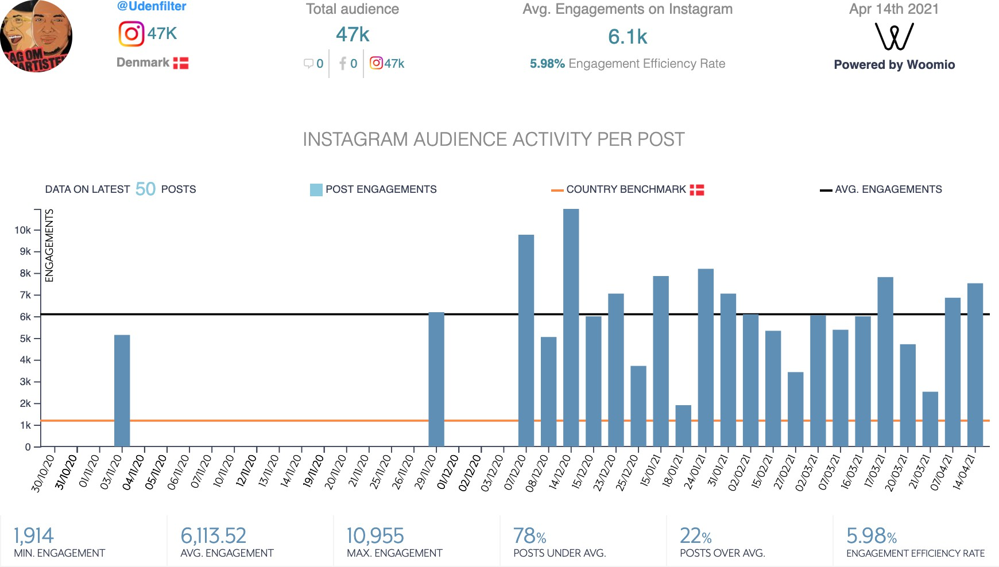 @Udenfilter
47K
Denmark
Total audience
47k
0 0 47k
Avg. Engagements on Instagram
6.1k
5.98% Engagement Efficiency Rate
Apr 14th 2021
Powered by Woomio
AG OM
ARTISTE
INSTAGRAM AUDIENCE ACTIVITY PER POST
DATA ON LATEST 50 POSTS
POST ENGAGEMENTS
COUNTRY BENCHMARK
AVG. ENGAGEMENTS
ENGAGEMENTS
10k
9k
8k
7k
6k
5k
4k
3k
2k
1k
0
30/10/20
31/10/20
01/11/20
03/11/20
04/11/20
05/11/20
06/11/20
07/11/20
10/11/20
12/11/20
13/11/20
14/11/20
19/11/20
20/11/20
21/11/20
25/11/20
26/11/20
29/11/20
01/12/20
02/12/20
03/12/20
07/12/20
08/12/20
14/12/20
15/12/20
23/12/20
25/12/20
15/01/21
18/01/21
24/01/21
31/01/21
02/02/21
15/02/21
27/02/21
02/03/21
07/03/21
16/03/21
17/03/21
20/03/21
21/03/21
07/04/21
14/04/21
1,914
MIN. ENGAGEMENT
6,113.52
AVG. ENGAGEMENT
10,955
MAX. ENGAGEMENT
78%
POSTS UNDER AVG.
22%
POSTS OVER AVG.
5.98%
ENGAGEMENT EFFICIENCY RATE